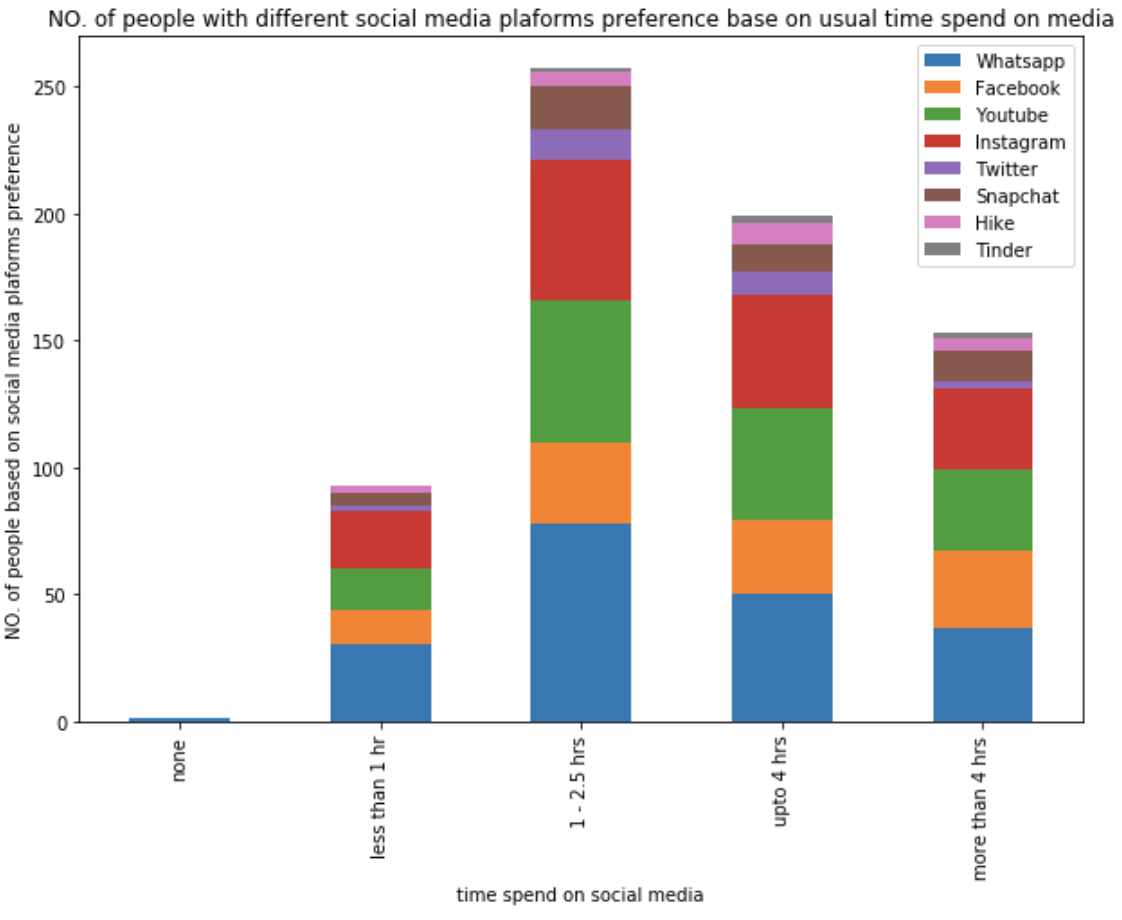 NO. of people with different social media plaforms preference base on usual time spend on media
NO. of people based on social media plaforms preference
250
200
150
100
50
0
Whatsapp
Facebook
Youtube
Instagram
Twitter
Snapchat
Hike
Tinder
none
less than 1 hr
1 - 2.5 hrs
upto 4 hrs
more than 4 hrs
time spend on social media